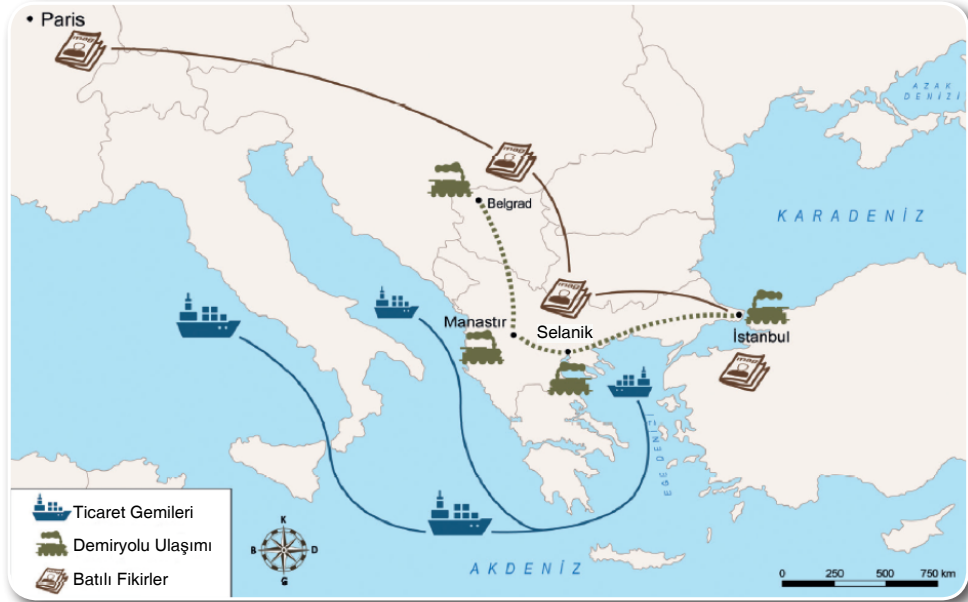 Paris
AZAK
DENİZİ
Belgrad
KARADENİZ
Manastır
Selanik
İstanbul
EGE DENİZİ
Ticaret Gemileri
Demiryolu Ulaşımı
Batılı Fikirler
K
B
D
G
AKDENİZ
0 250 500 750 km